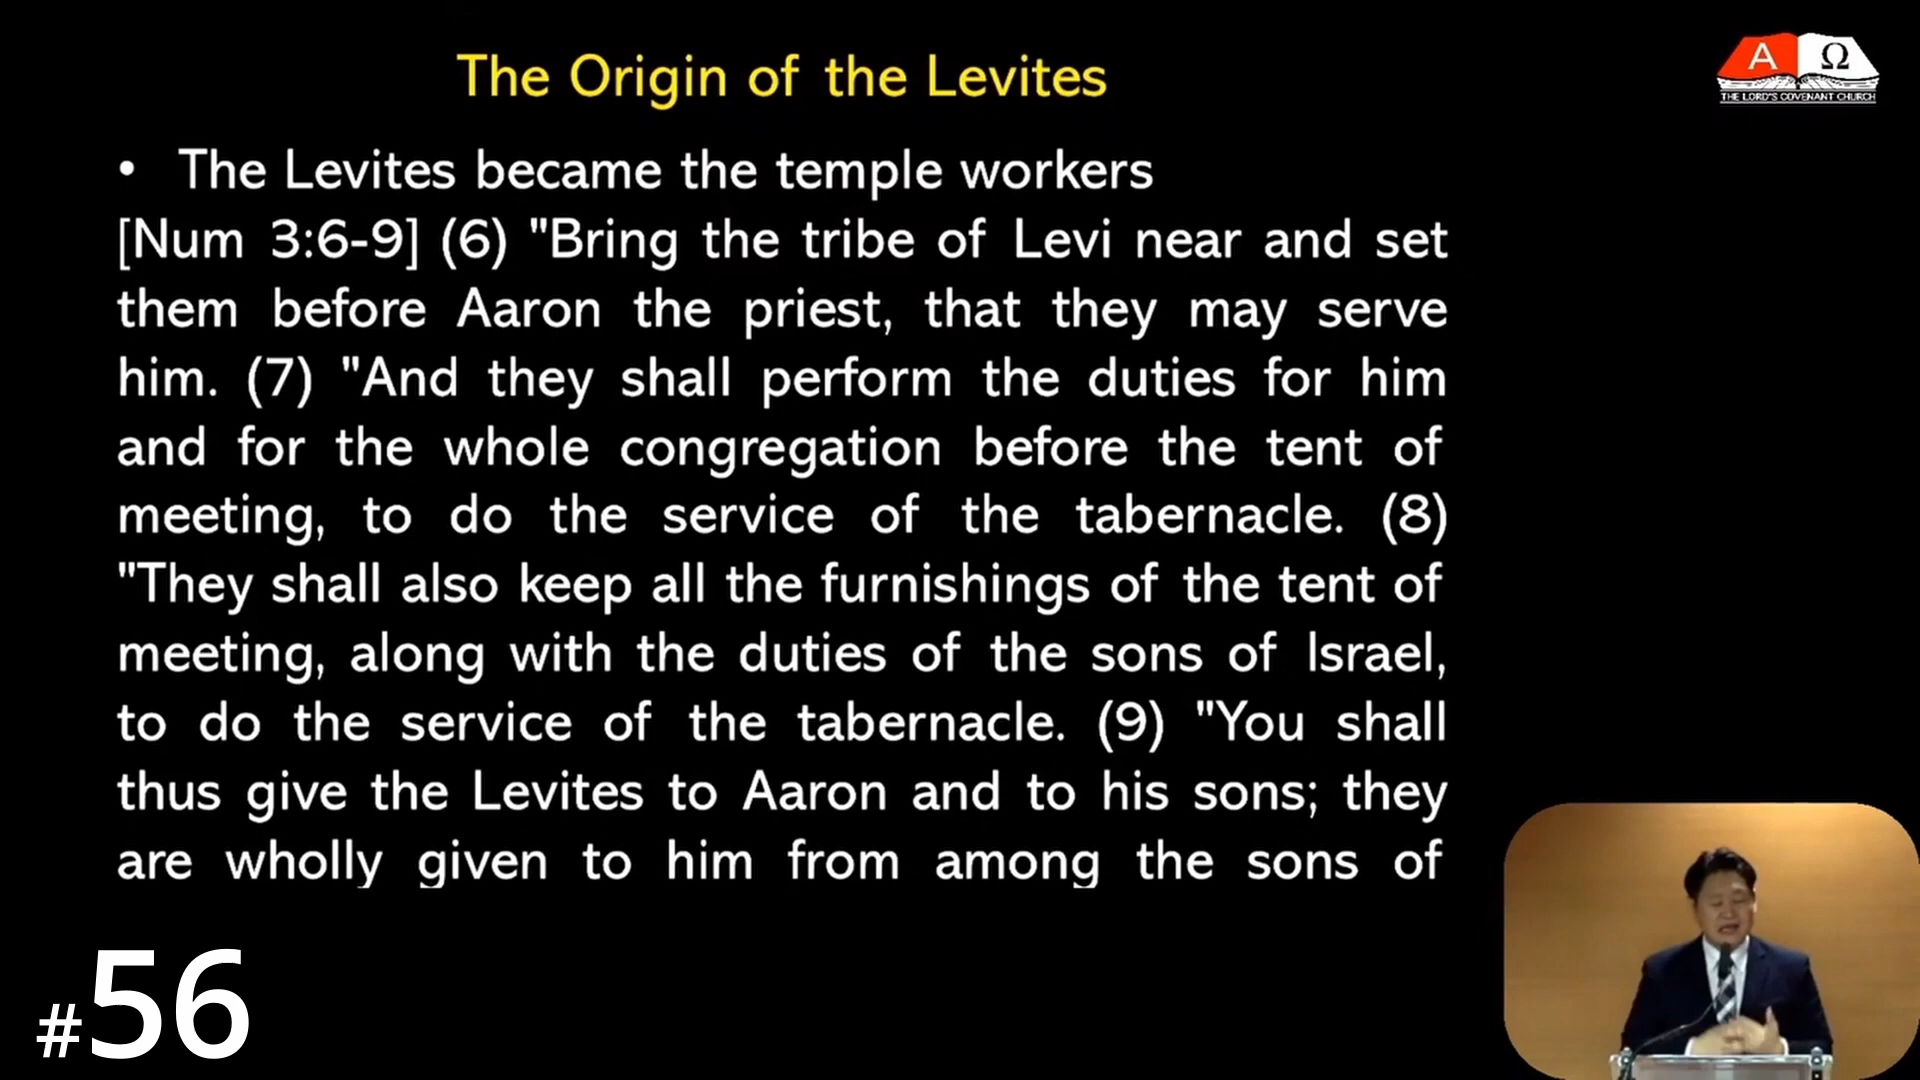 The Origin of the Levites
A Ω
THE LORD'S COVENANT CHURCH
• The Levites became the temple workers
[Num 3:6-9] (6) "Bring the tribe of Levi near and set
them before Aaron the priest, that they may serve
him. (7) "And they shall perform the duties for him
and for the whole congregation before the tent of
meeting, to do the service of the tabernacle. (8)
"They shall also keep all the furnishings of the tent of
meeting, along with the duties of the sons of Israel,
to do the service of the tabernacle. (9) "You shall
thus give the Levites to Aaron and to his sons; they
are wholly given to him from among the sons of
#56